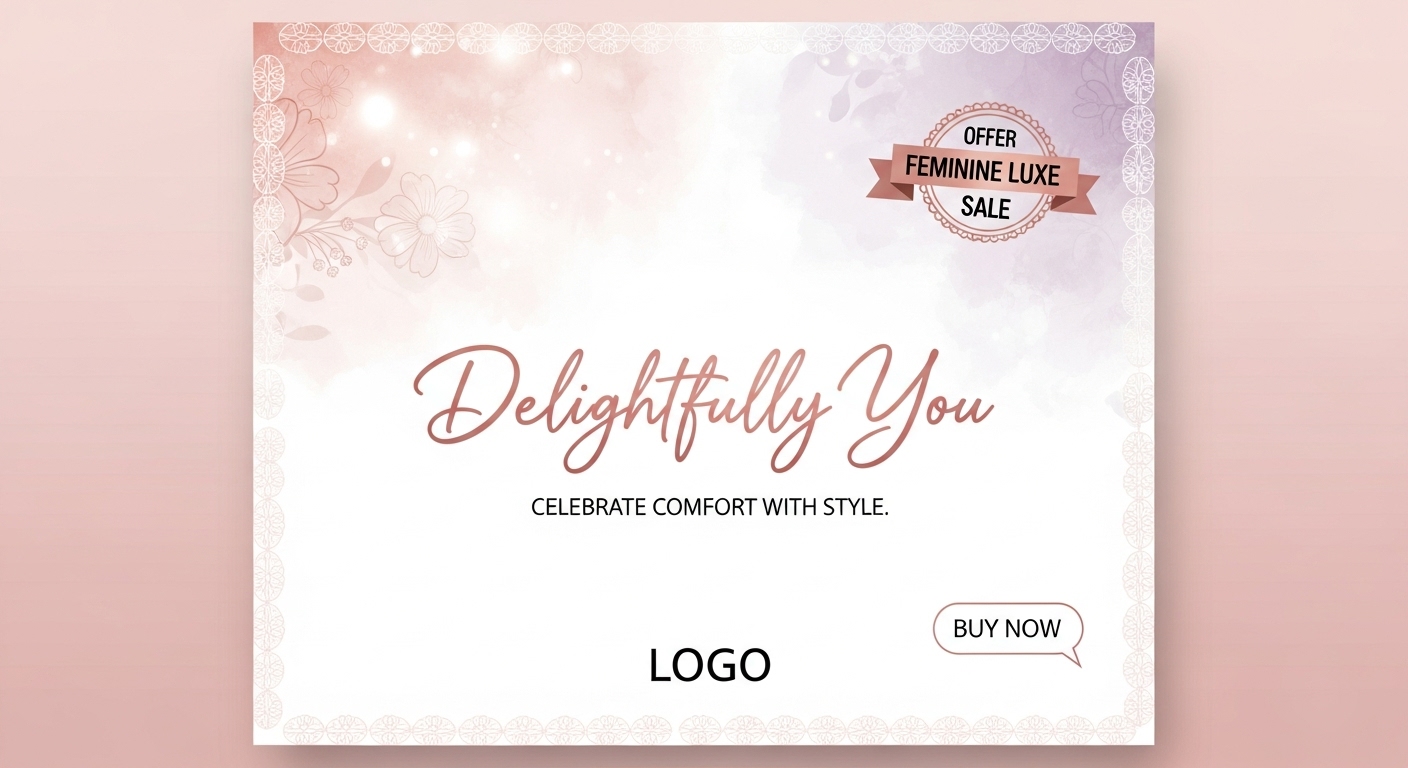 OFFER
FEMININE LUXE
SALE
Delightfully You
CELEBRATE COMFORT WITH STYLE.
BUY NOW
LOGO